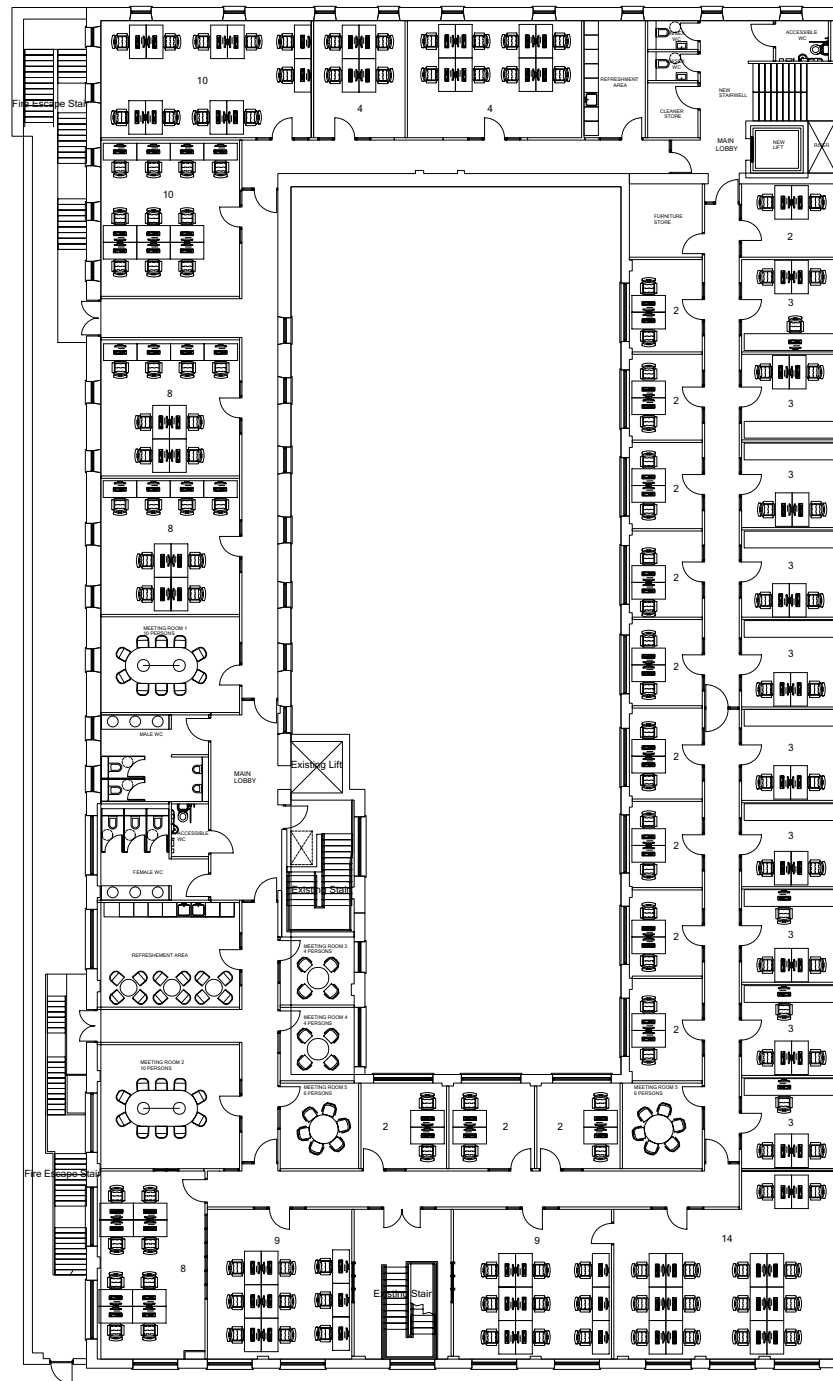 ACCESSIBLE
WC
10
REFRESHMENT
AREA
Fire Escape Stair
4
4
CLEANER
STORE
NEW
STAIRWELL
MAIN
LOBBY
NEW
LIFT
RISER
10
FURNITURE
STORE
2
3
2
8
3
2
3
2
8
3
2
3
2
MEETING ROOM 1
10 PERSONS
3
2
MALE WC
MAIN
LOBBY
Existing Lift
3
2
ACCESSIBLE
WC
FEMALE WC
Existing Stair
3
2
REFRESHEMENT AREA
MEETING ROOM 3
4 PERSONS
3
2
MEETING ROOM 4
4 PERSONS
3
2
MEETING ROOM 2
10 PERSONS
MEETING ROOM 5
6 PERSONS
2
2
2
MEETING ROOM 5
6 PERSONS
3
Fire Escape Stair
8
9
Existing Stair
9
14